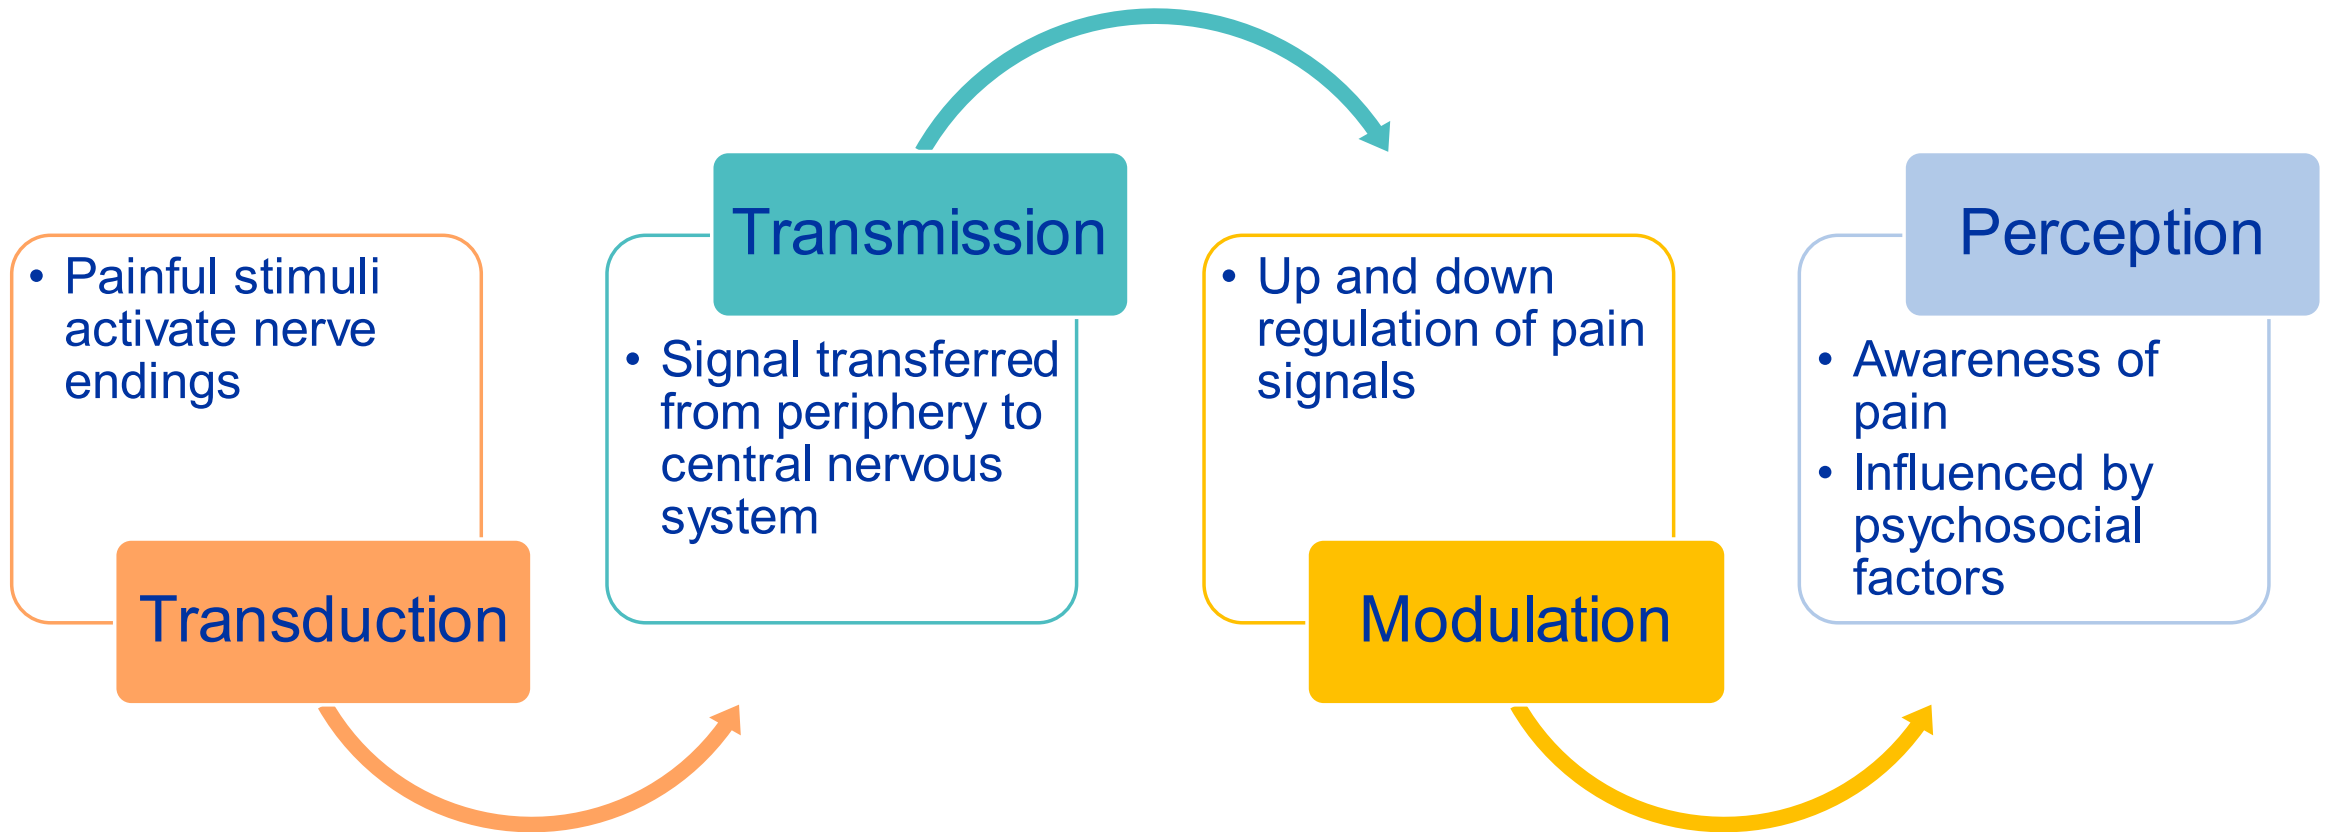 • Painful stimuli
activate nerve
endings
Transduction
Transmission
• Signal transferred
from periphery to
central nervous
system
• Up and down
regulation of pain
signals
Modulation
Perception
• Awareness of
pain
• Influenced by
psychosocial
factors